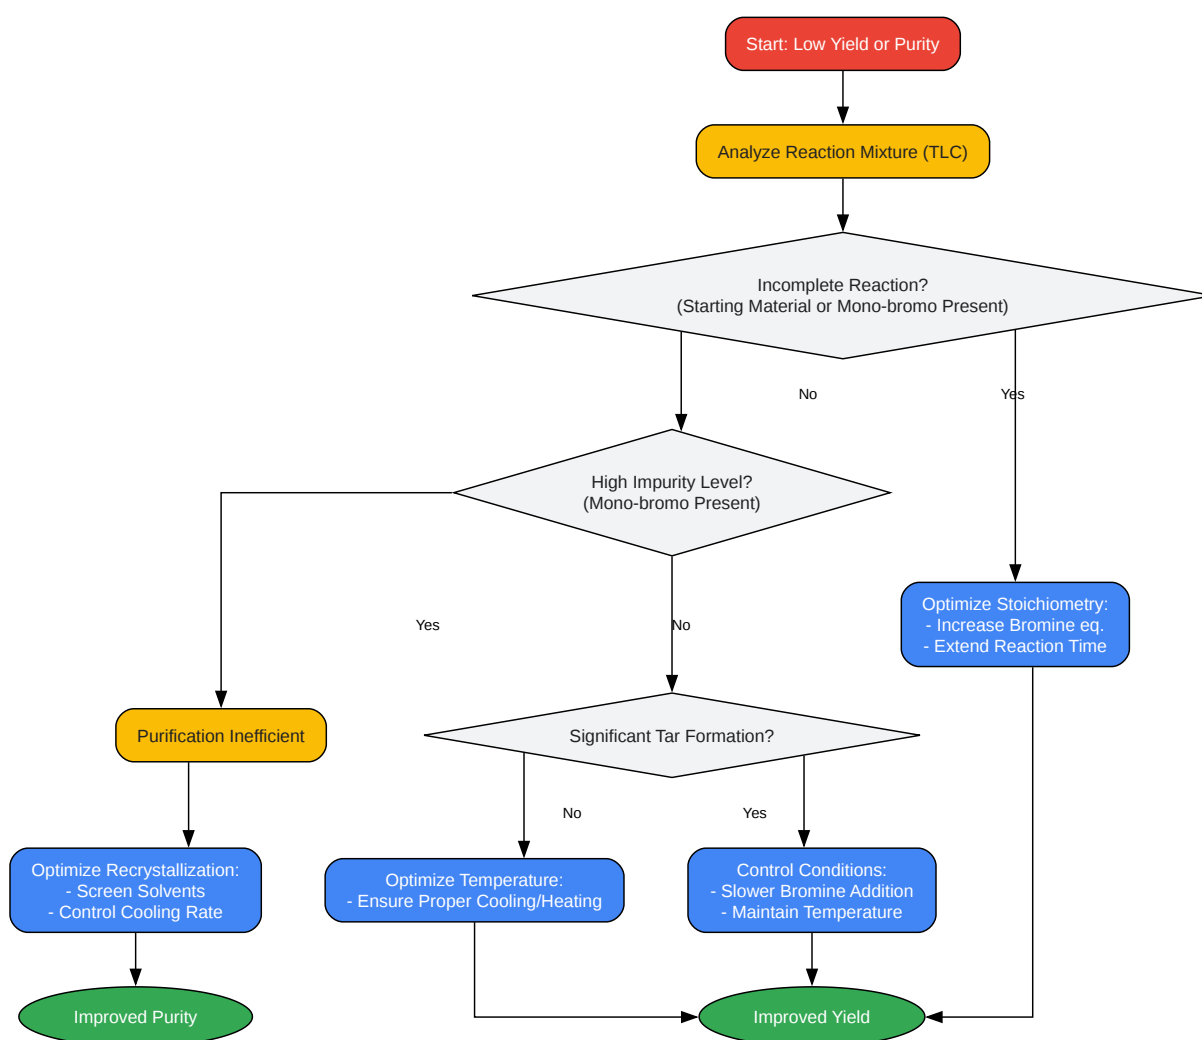 Start: Low Yield or Purity
Analyze Reaction Mixture (TLC)
Incomplete Reaction?
(Starting Material or Mono-bromo Present)
No
Yes
High Impurity Level?
(Mono-bromo Present)
Optimize Stoichiometry:
- Increase Bromine eq.
- Extend Reaction Time
Yes
No
Purification Inefficient
Significant Tar Formation?
No
Yes
Optimize Recrystallization:
- Screen Solvents
- Control Cooling Rate
Optimize Temperature:
- Ensure Proper Cooling/Heating
Control Conditions:
- Slower Bromine Addition
- Maintain Temperature
Improved Purity
Improved Yield